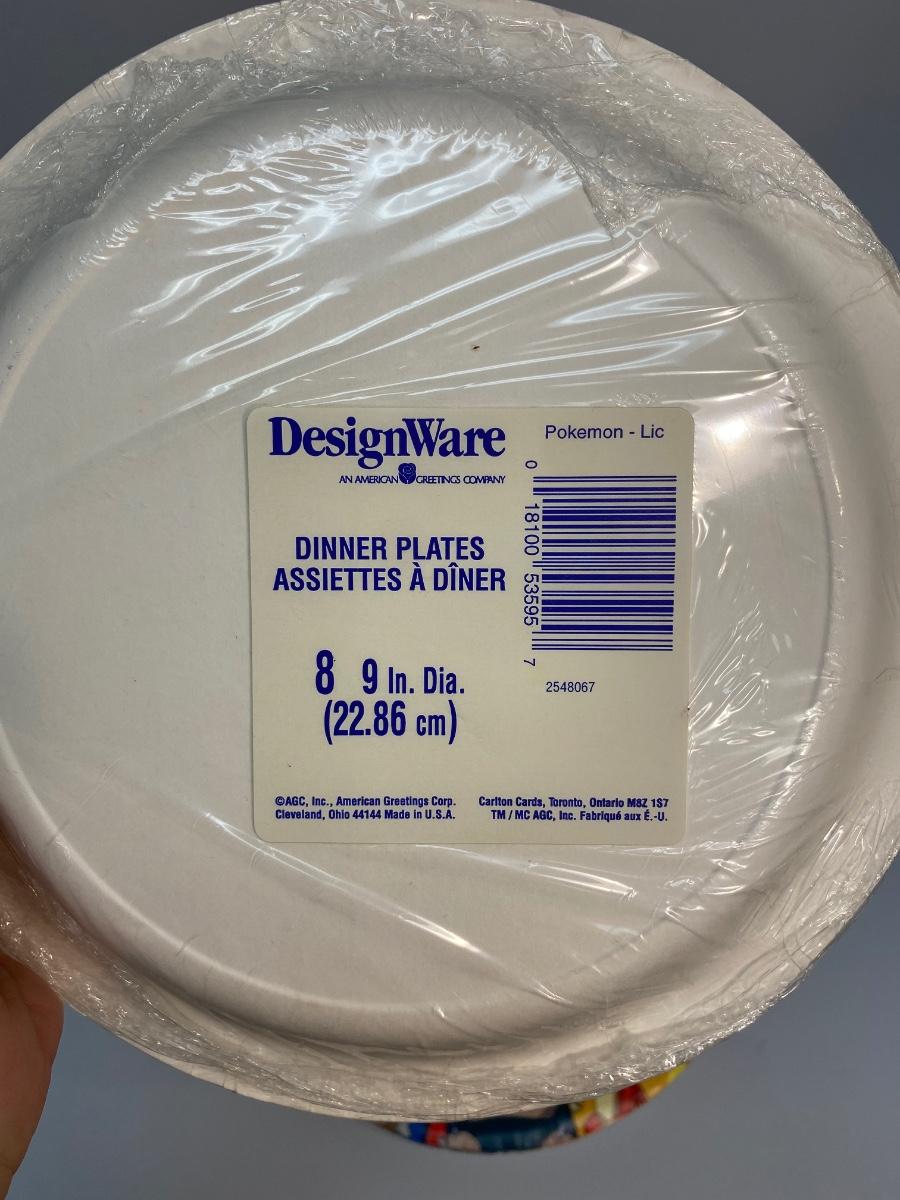 DesignWare
AN AMERICAN GREETINGS COMPANY
Pokemon - Lic
DINNER PLATES
ASSIETTES À DÎNER
8 9 In. Dia.
(22.86 cm)
0 18100 53595 7
2548067
©AGC, Inc., American Greetings Corp.
Cleveland, Ohio 44144 Made in U.S.A.
Carlton Cards, Toronto, Ontario M8Z 1S7
TM / MC AGC, Inc. Fabriqué aux É.-U.